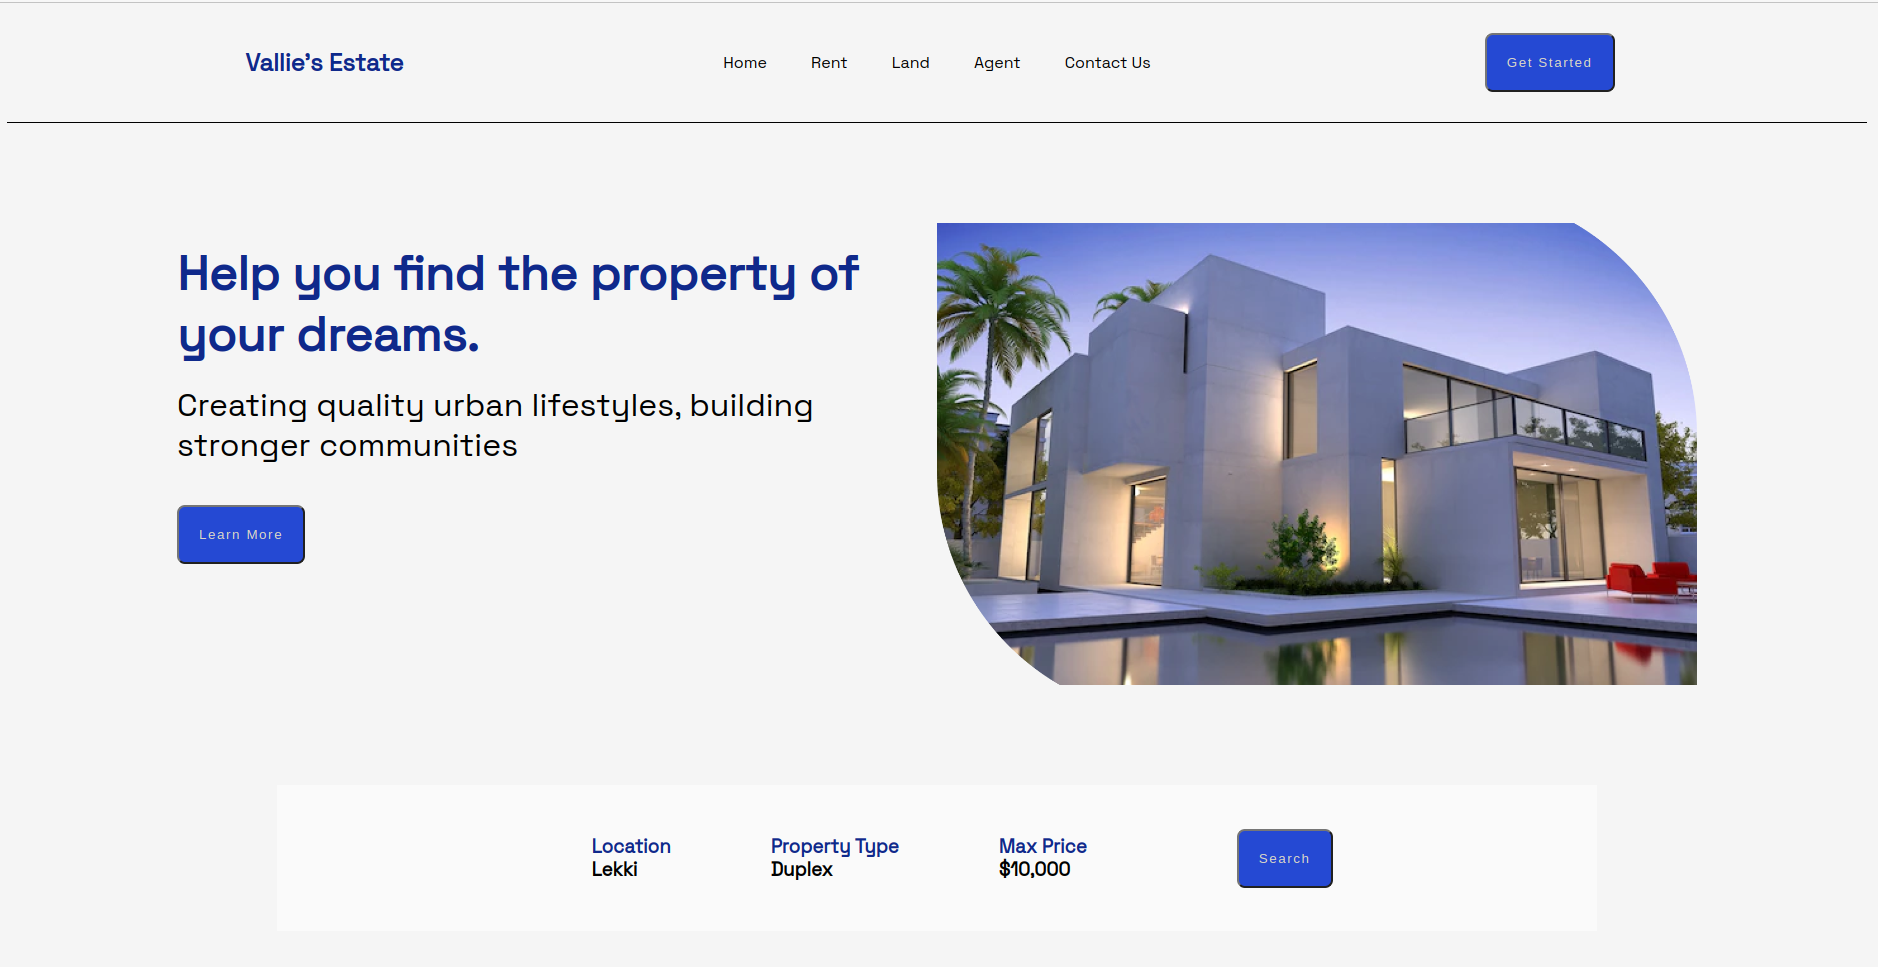 Vallie's Estate
Home Rent Land Agent Contact Us
Get Started
Help you find the property of
your dreams.
Creating quality urban lifestyles, building
stronger communities
Learn More
Location Property Type Max Price
Lekki Duplex $10,000
Search